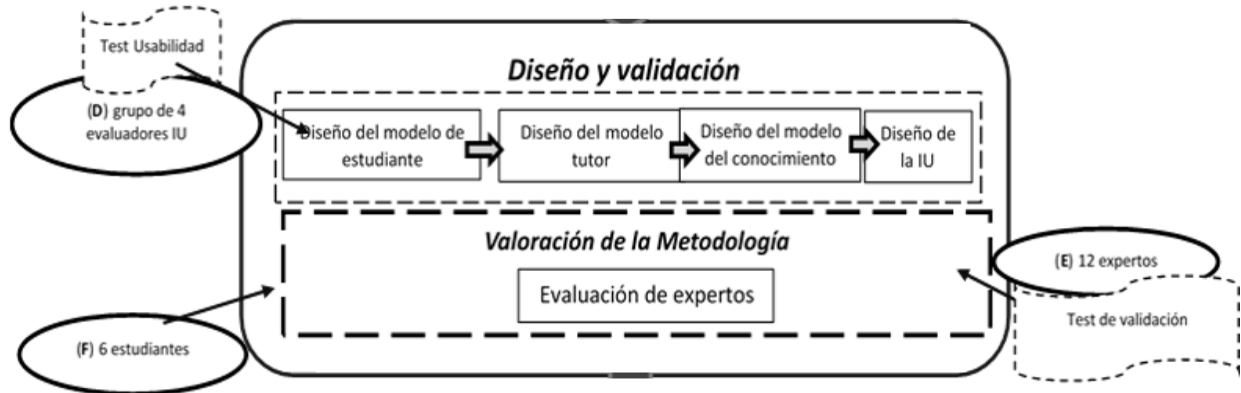 Test Usabilidad
(D) grupo de 4
evaluadores IU
Diseño y validación
Diseño del modelo de
estudiante
Diseño del modelo
tutor
Diseño del modelo
del conocimiento
Diseño de
la IU
Valoración de la Metodología
Evaluación de expertos
(E) 12 expertos
Test de validación
(F) 6 estudiantes